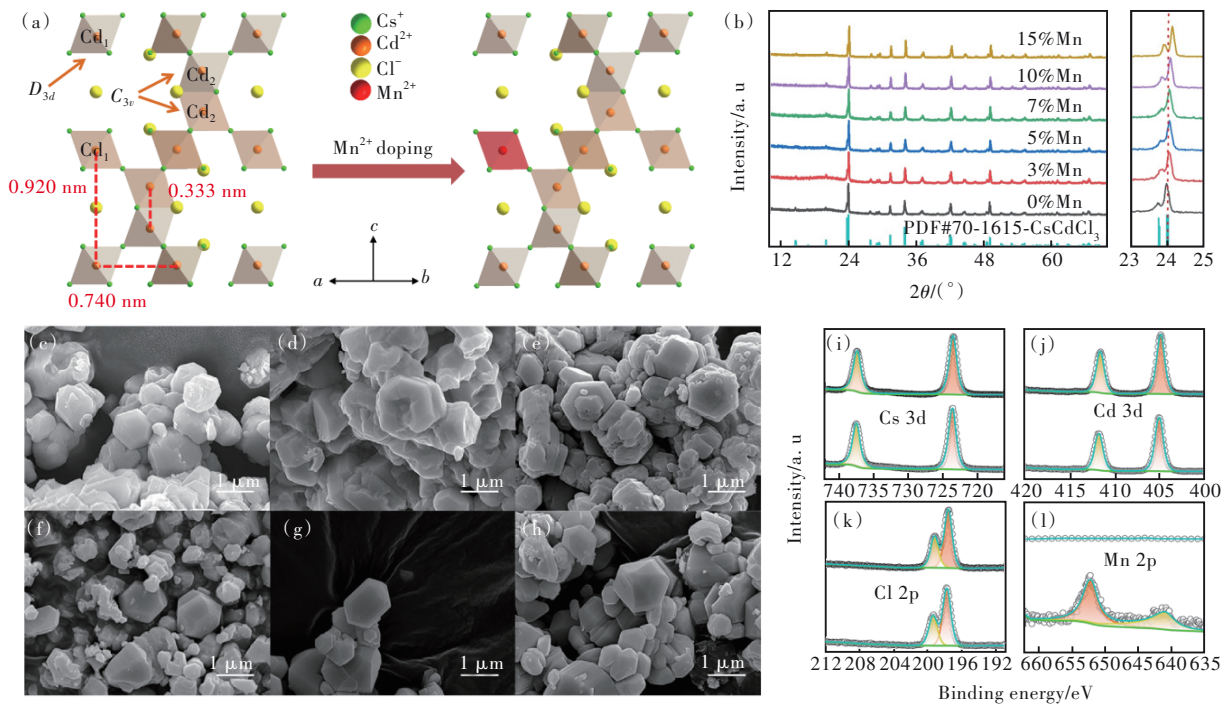 (a)
Cd₁
D₃d
C₃v
Cd₂
Cd₂
Cd₁
0.920 nm
0.333 nm
0.740 nm
Cs⁺
Cd²⁺
Cl⁻
Mn²⁺
Mn²⁺ doping
c
a
b
(b)
Intensity/a. u
15%Mn
10%Mn
7%Mn
5%Mn
3%Mn
0%Mn
PDF#70-1615-CsCdCl₃
12 24 36 48 60
23 24 25
2θ/(°)
(c)
1 μm
(d)
1 μm
(e)
1 μm
(f)
1 μm
(g)
1 μm
(h)
1 μm
Intensity/a. u
(i)
Cs 3d
740 735 730 725 720
(j)
Cd 3d
420 415 410 405 400
(k)
Cl 2p
212 208 204 200 196 192
(l)
Mn 2p
660 655 650 645 640 635
Binding energy/eV